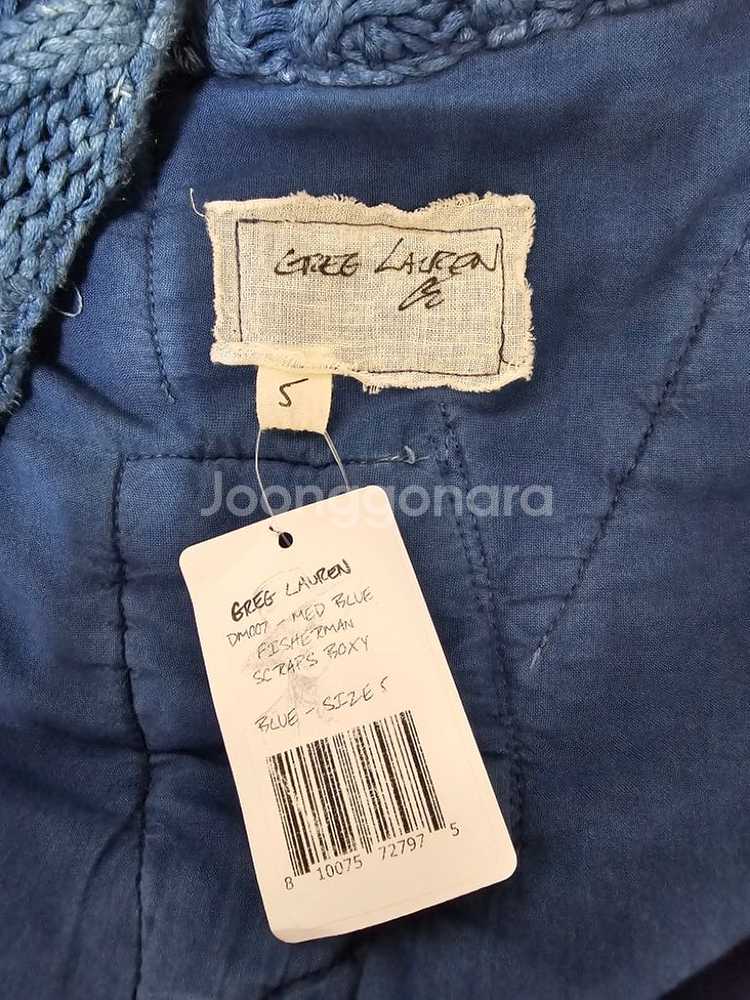 GREG LAUREN
5
Joonggonara
GREG LAUREN
DM007 - MED BLUE
FISHERMAN
SCRAPS BOXY
BLUE - SIZE 5
8 10075 72797 5